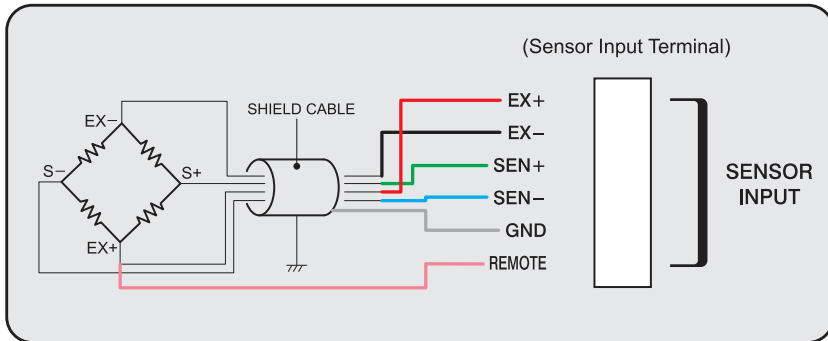 (Sensor Input Terminal)
EX+
SHIELD CABLE
EX−
EX−
SEN+
S−
S+
SENSOR
INPUT
SEN−
GND
EX+
REMOTE